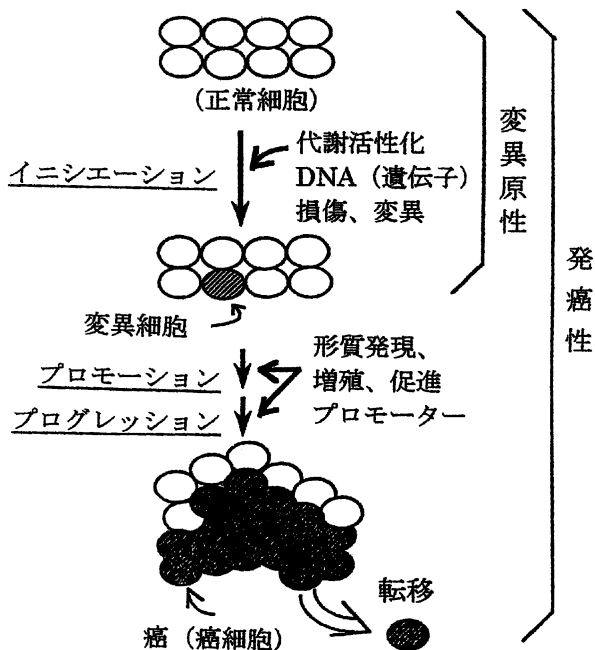 （正常細胞）
イニシエーション
代謝活性化
DNA（遺伝子）
損傷、変異
変異原性
発癌性
変異細胞
プロモーション
プログレッション
形質発現、
増殖、促進
プロモーター
転移
癌（癌細胞）